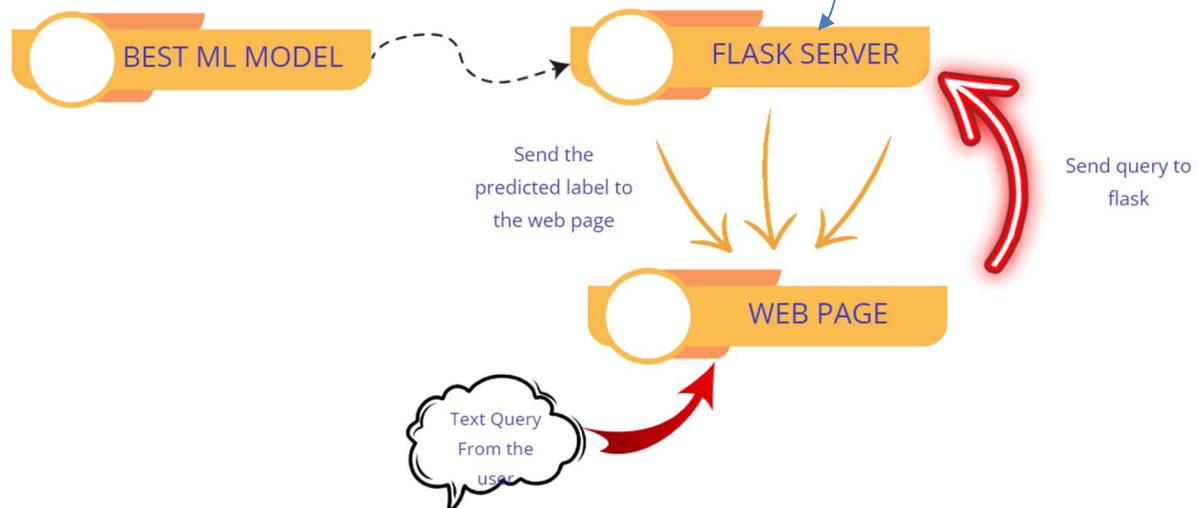 BEST ML MODEL
FLASK SERVER
Send the
predicted label to
the web page
Send query to
flask
WEB PAGE
Text Query
From the
user